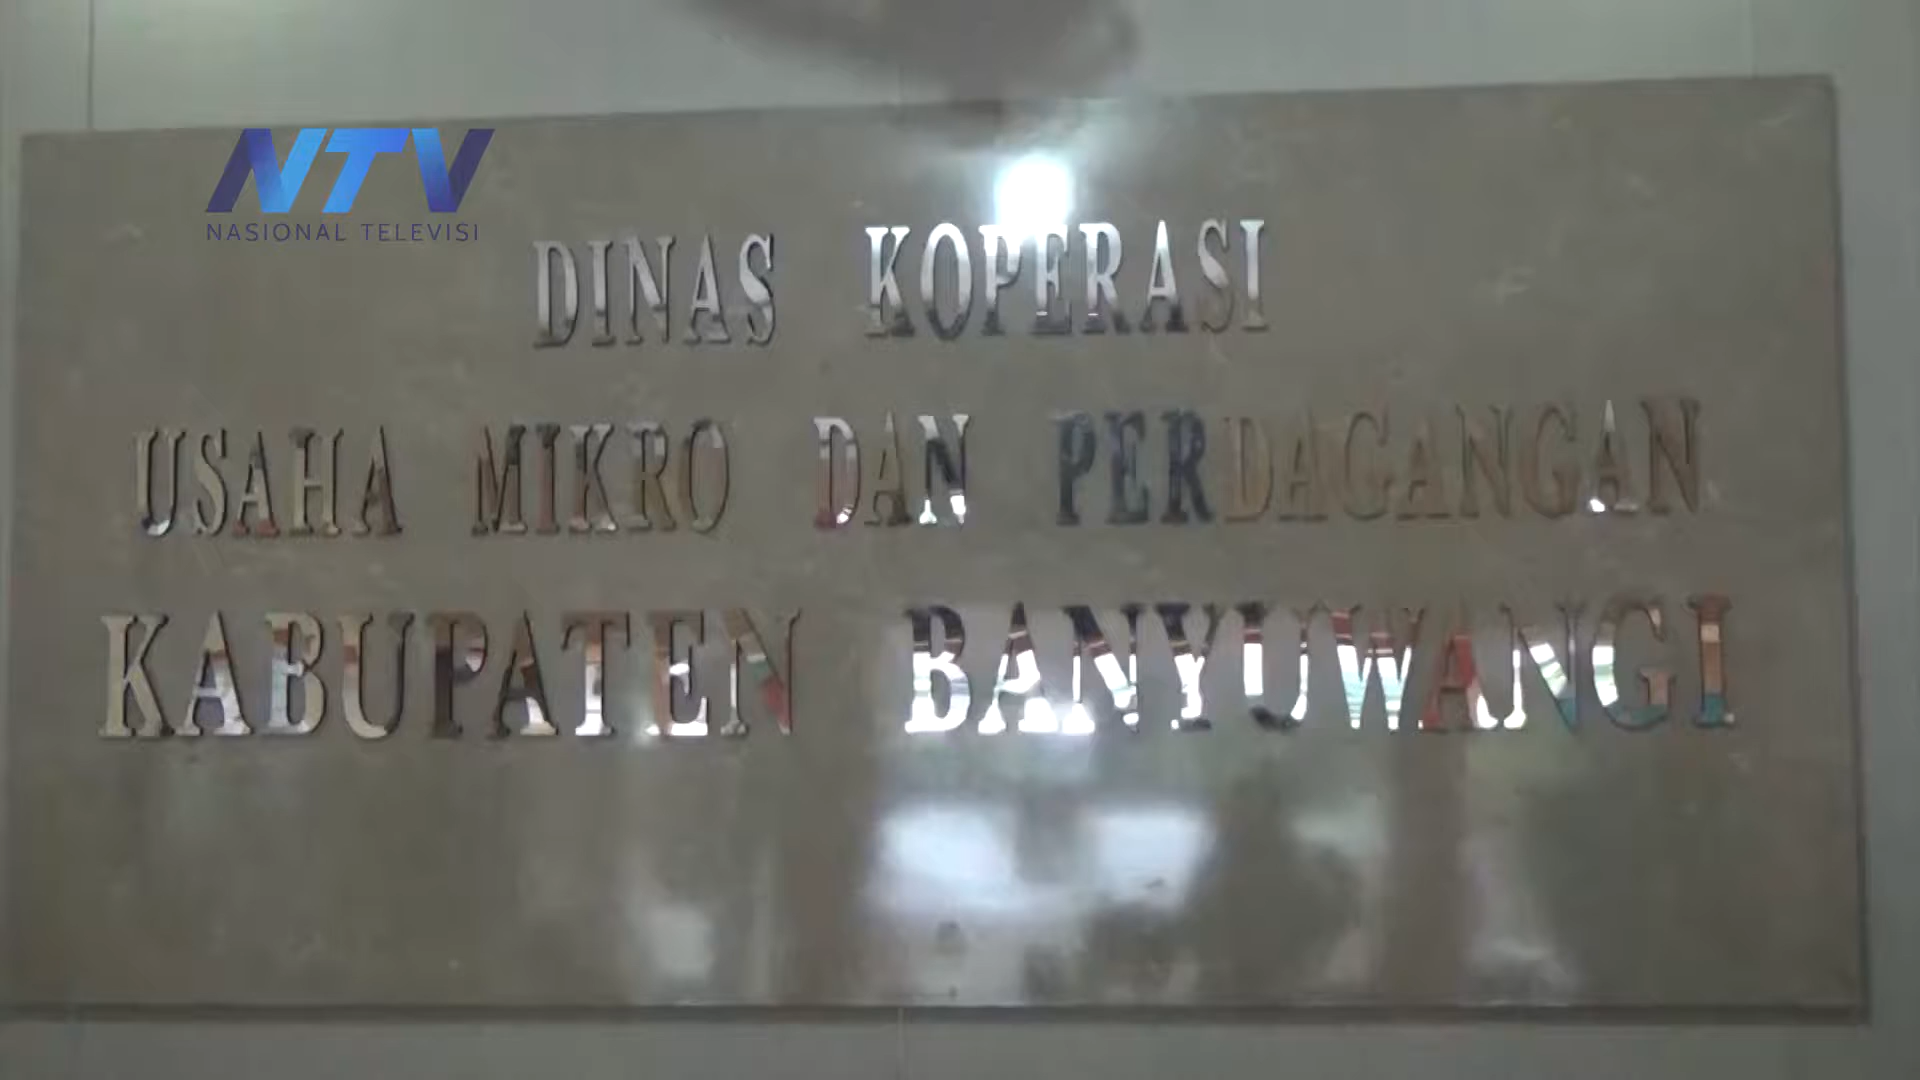 NTV
NASIONAL TELEVISI
DINAS KOPERASI
USAHA MIKRO DAN PERDAGANGAN
KABUPATEN BANYUWANGI